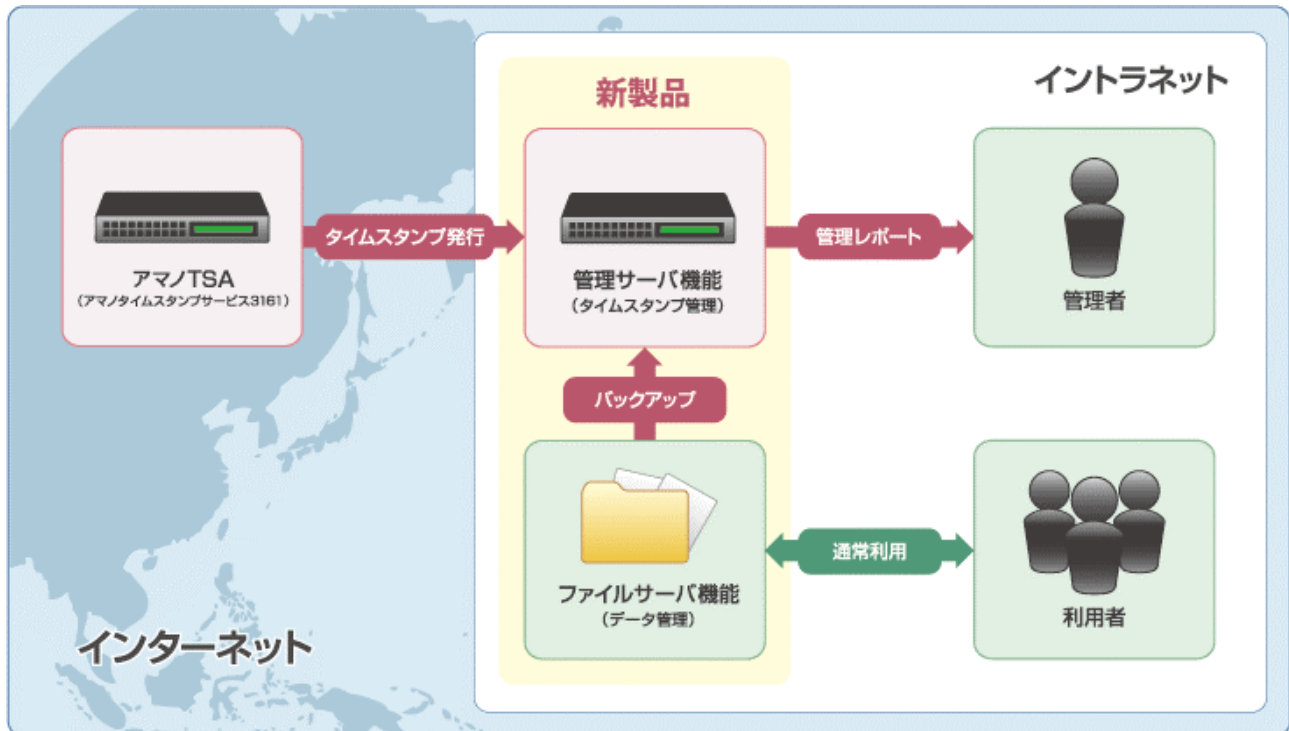 新製品
イントラネット
アマノTSA
（アマノタイムスタンプサービス3161）
タイムスタンプ発行
管理サーバ機能
（タイムスタンプ管理）
管理レポート
管理者
バックアップ
ファイルサーバ機能
（データ管理）
通常利用
利用者
インターネット